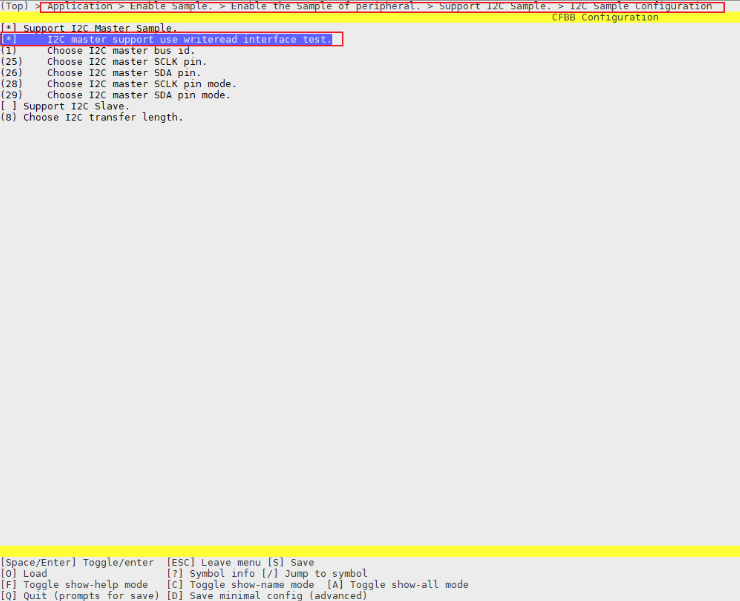 (Top) > Application > Enable Sample. > Enable the Sample of peripheral. > Support I2C Sample. > I2C Sample Configuration
CFBB Configuration
[*] Support I2C Master Sample.
[*]     I2C master support use writeread interface test.
(1)     Choose I2C master bus id.
(25)    Choose I2C master SCLK pin.
(26)    Choose I2C master SDA pin.
(28)    Choose I2C master SCLK pin mode.
(29)    Choose I2C master SDA pin mode.
[ ] Support I2C Slave.
(8) Choose I2C transfer length.
[Space/Enter] Toggle/enter  [ESC] Leave menu [S] Save
[O] Load                    [?] Symbol info [/] Jump to symbol
[F] Toggle show-help mode   [C] Toggle show-name mode  [A] Toggle show-all mode
[Q] Quit (prompts for save) [D] Save minimal config (advanced)